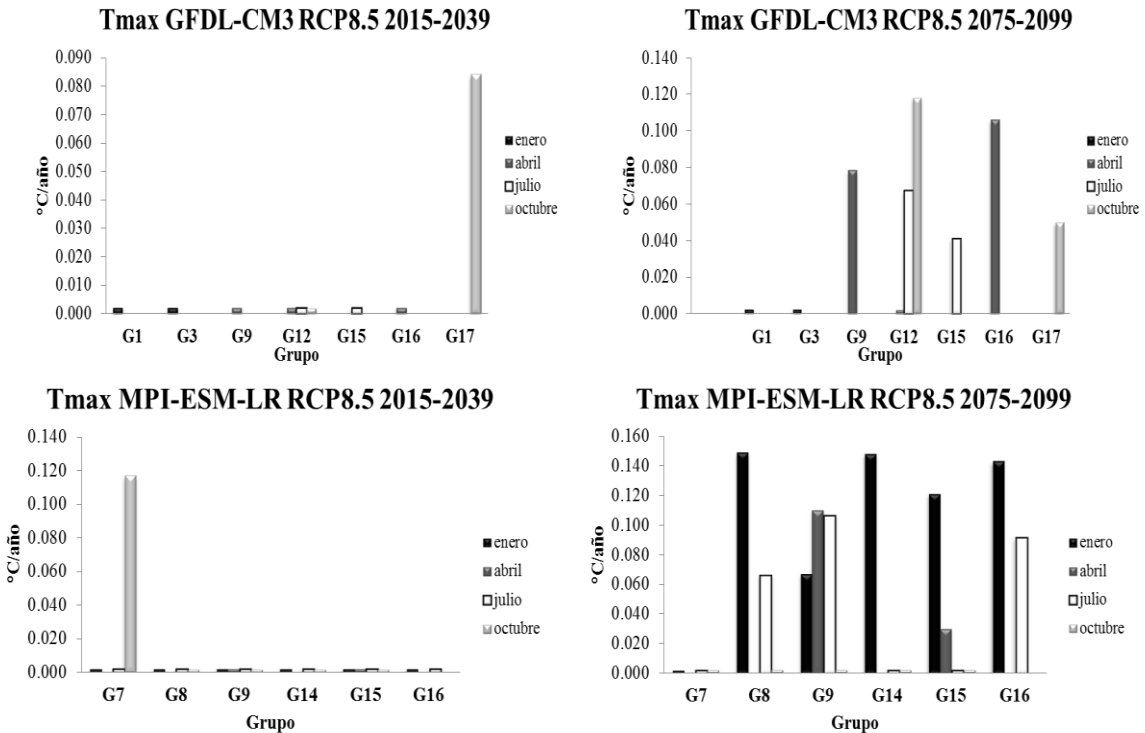 Tmax GFDL-CM3 RCP8.5 2015-2039
0.090
0.080
0.070
0.060
0.050
0.040
0.030
0.020
0.010
0.000
°C/año
G1 G3 G9 G12 G15 G16 G17
Grupo
enero
abril
julio
octubre
Tmax GFDL-CM3 RCP8.5 2075-2099
0.140
0.120
0.100
0.080
0.060
0.040
0.020
0.000
°C/año
G1 G3 G9 G12 G15 G16 G17
Grupo
enero
abril
julio
octubre
Tmax MPI-ESM-LR RCP8.5 2015-2039
0.140
0.120
0.100
0.080
0.060
0.040
0.020
0.000
°C/año
G7 G8 G9 G14 G15 G16
Grupo
enero
abril
julio
octubre
Tmax MPI-ESM-LR RCP8.5 2075-2099
0.160
0.140
0.120
0.100
0.080
0.060
0.040
0.020
0.000
°C/año
G7 G8 G9 G14 G15 G16
Grupo
enero
abril
julio
octubre